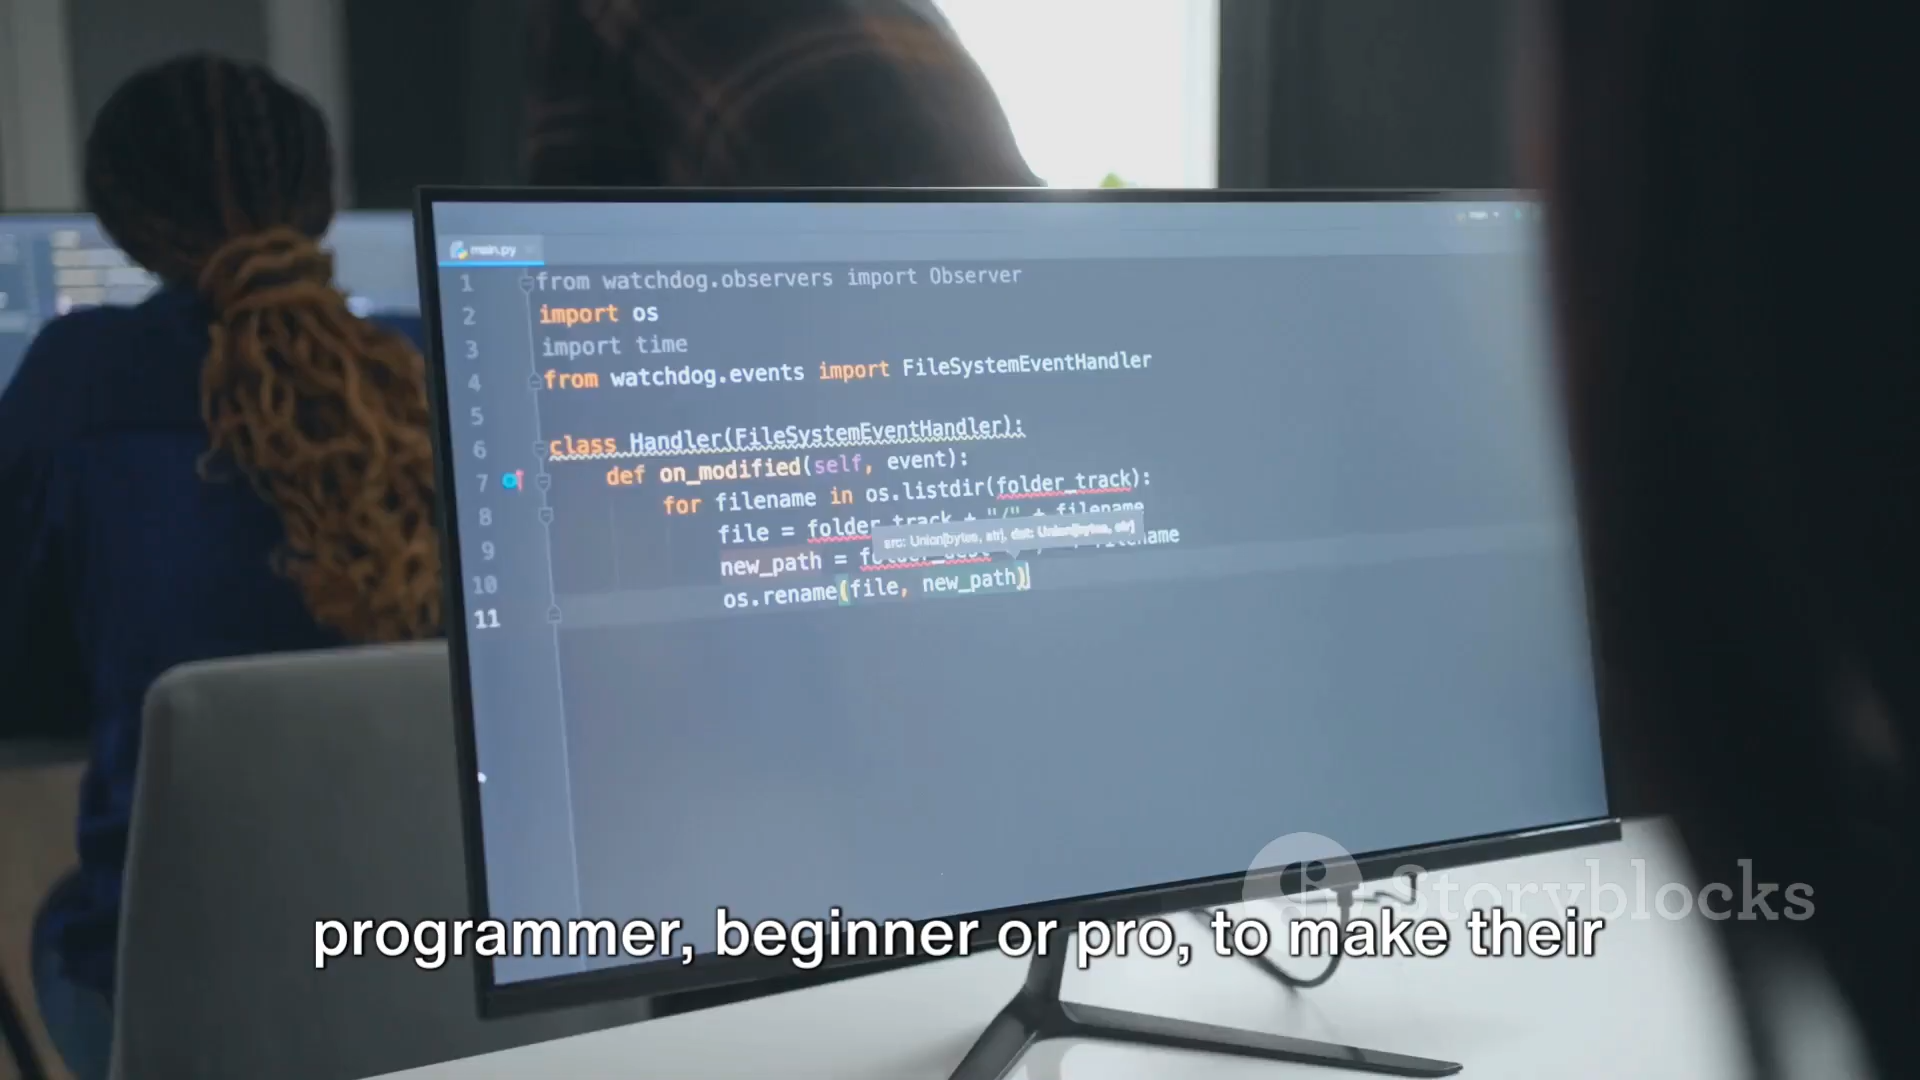 main.py
1 from watchdog.observers import Observer
2 import os
3 import time
4 from watchdog.events import import FileSystemEventHandler
5
6 class Handler(FileSystemEventHandler):
7 def on_modified(self, event):
8 for filename in os.listdir(folder_track):
9 file = folder_track + "/" + filename
src: Union[bytes, str], dst: Union[bytes, str]
10 new_path = filename
11 os.rename(file, new_path)
Storyblocks
programmer, beginner or pro, to make their